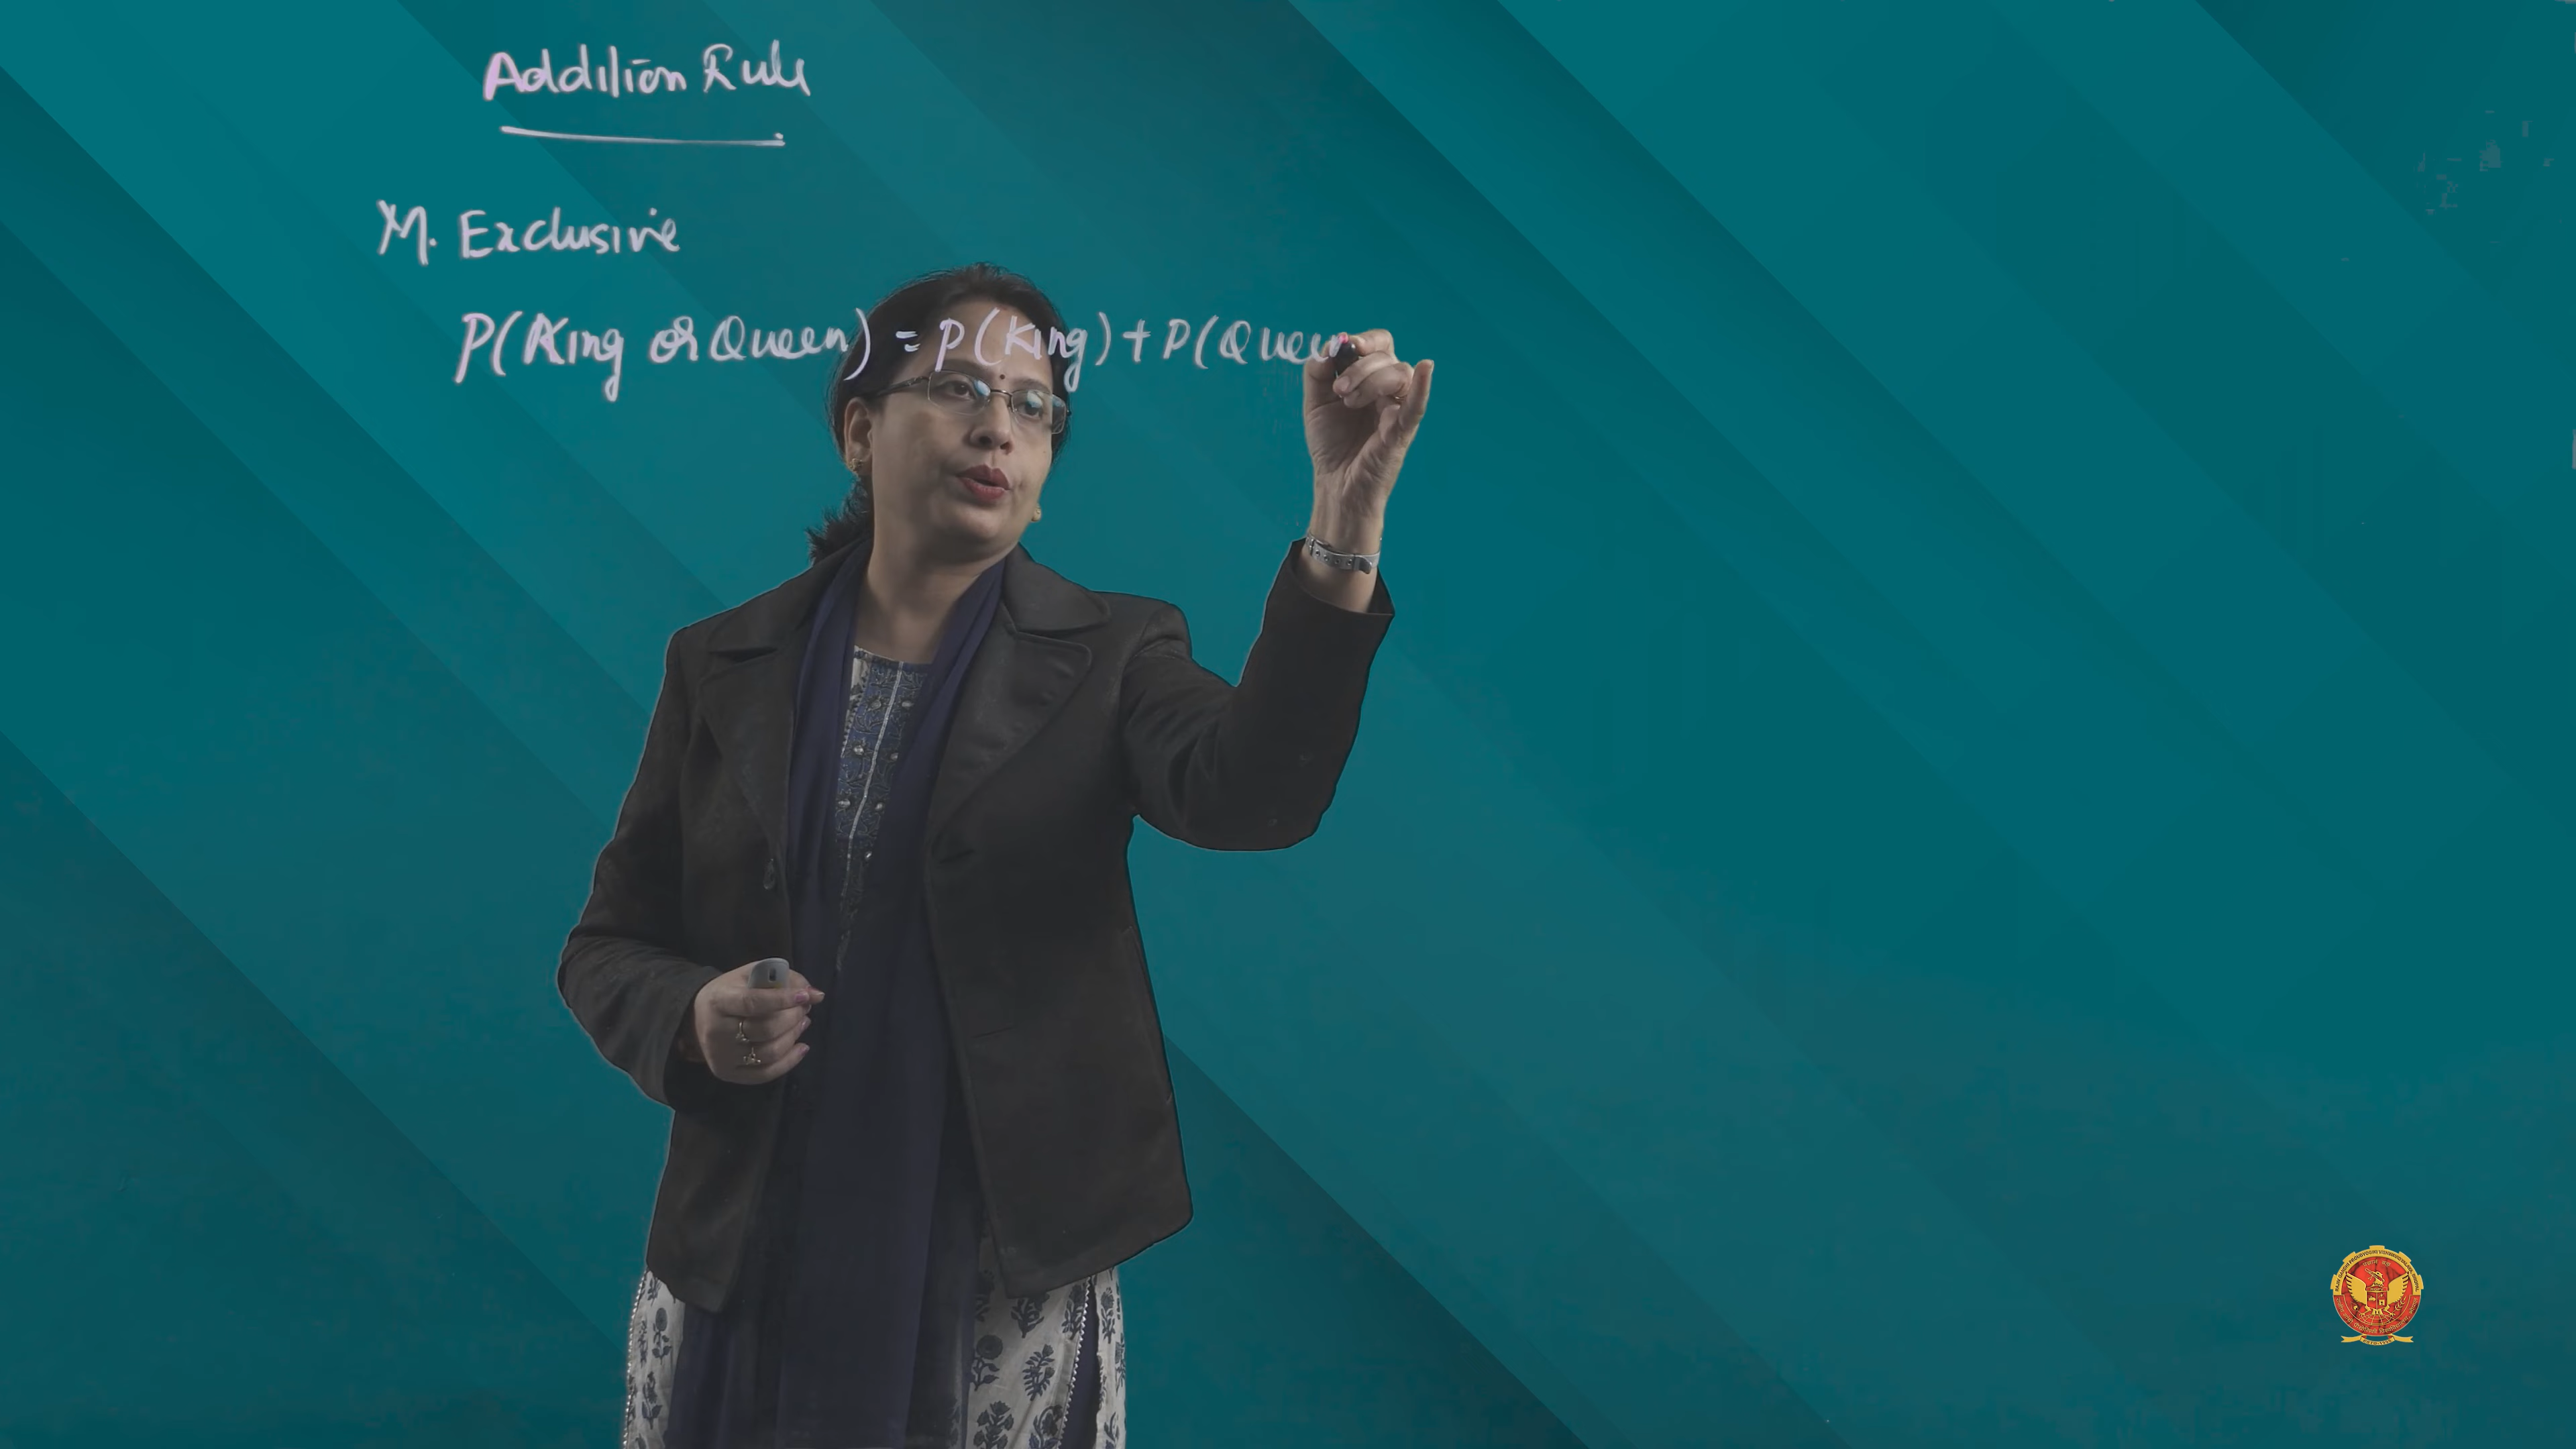 Addition Rule
M. Exclusive
P(King or Queen) = P(King) + P(Queen